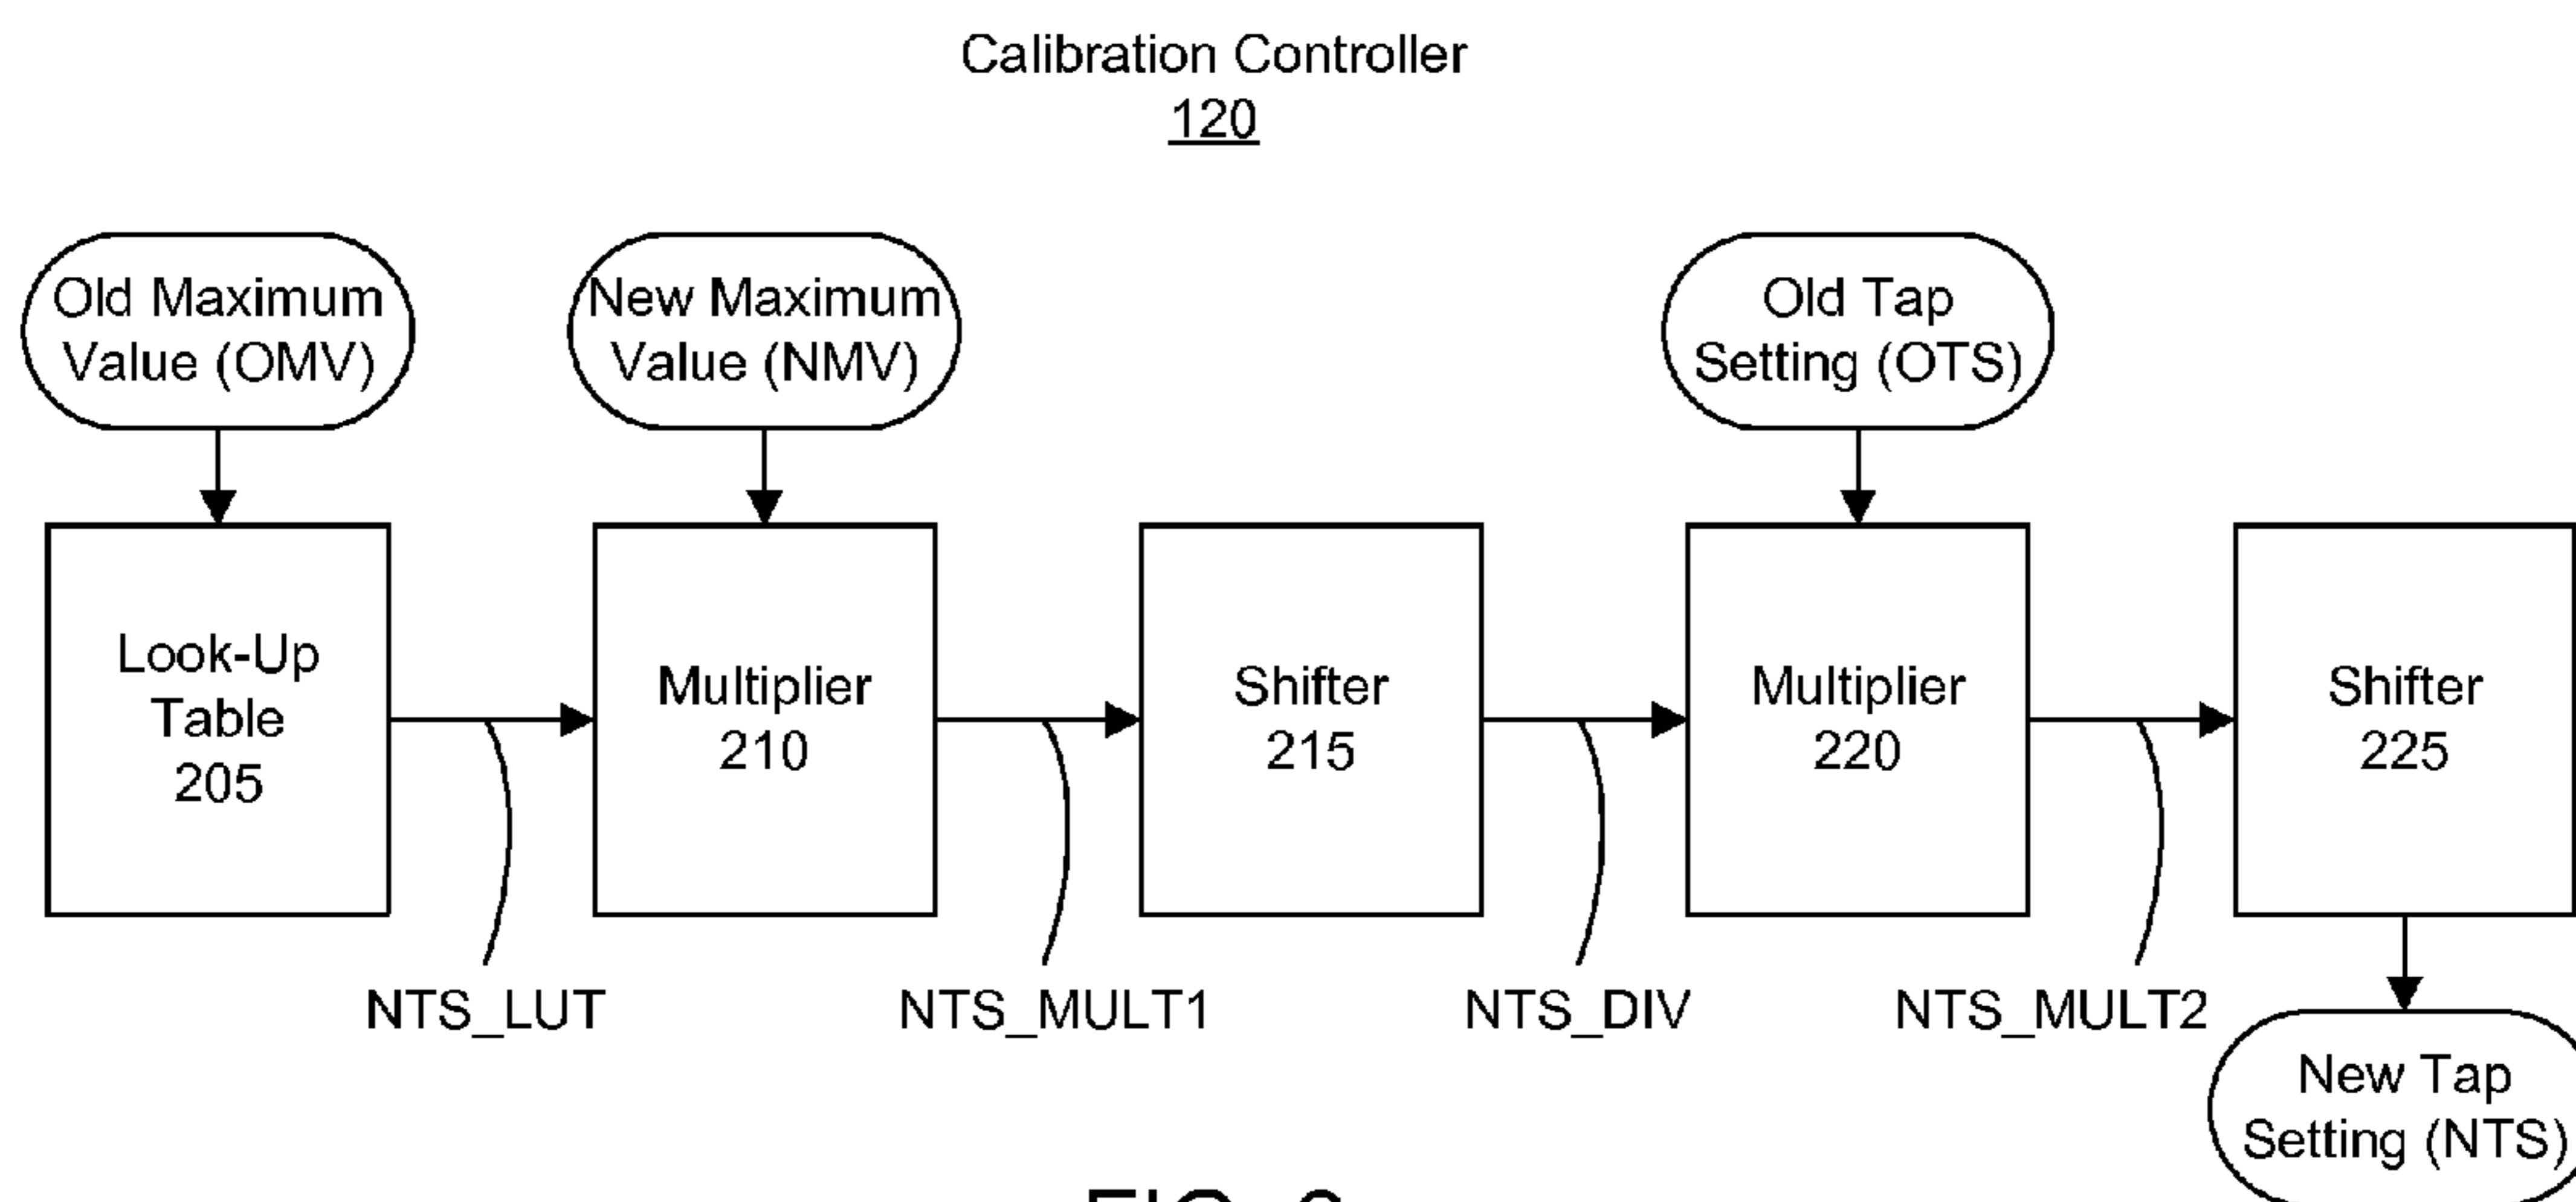 Calibration Controller
120
Old Maximum
Value (OMV)
New Maximum
Value (NMV)
Old Tap
Setting (OTS)
Look-Up
Table
205
Multiplier
210
Shifter
215
Multiplier
220
Shifter
225
NTS_LUT
NTS_MULT1
NTS_DIV
NTS_MULT2
New Tap
Setting (NTS)
FIG.